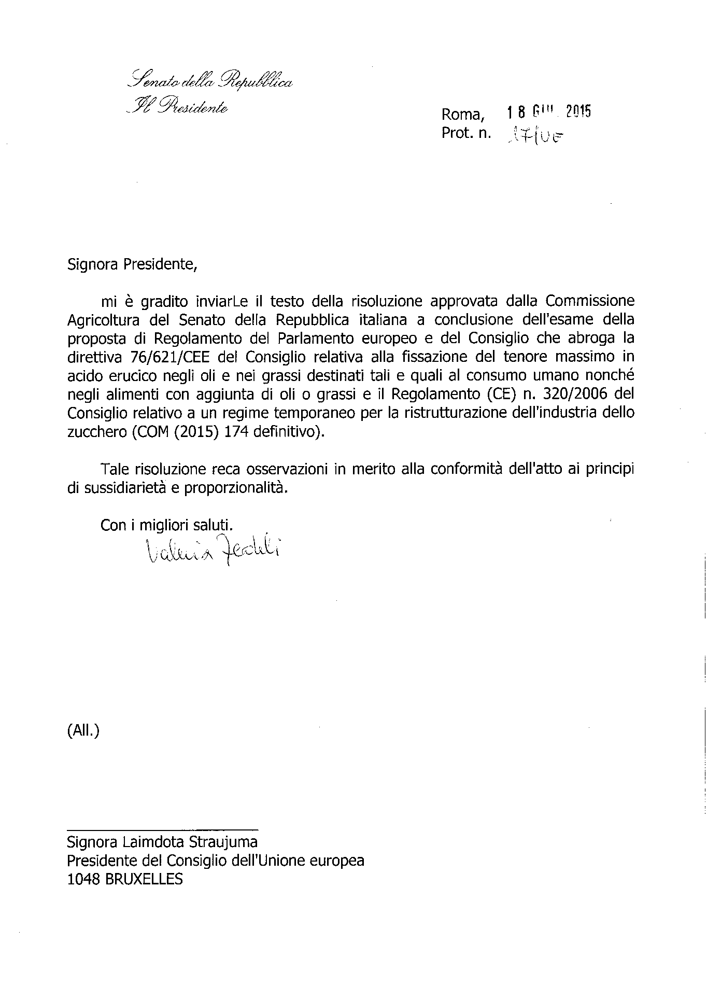 Senato della Repubblica
Il Presidente
Roma, 18 GIU. 2015
Prot. n. 17/UE
Signora Presidente,
mi è gradito inviarLe il testo della risoluzione approvata dalla Commissione
Agricoltura del Senato della Repubblica italiana a conclusione dell'esame della
proposta di Regolamento del Parlamento europeo e del Consiglio che abroga la
direttiva 76/621/CEE del Consiglio relativa alla fissazione del tenore massimo in
acido erucico negli oli e nei grassi destinati tali e quali al consumo umano nonché
negli alimenti con aggiunta di oli o grassi e il Regolamento (CE) n. 320/2006 del
Consiglio relativo a un regime temporaneo per la ristrutturazione dell'industria dello
zucchero (COM (2015) 174 definitivo).
Tale risoluzione reca osservazioni in merito alla conformità dell'atto ai principi
di sussidiarietà e proporzionalità.
Con i migliori saluti.
Valeria Fedeli
(All.)
Signora Laimdota Straujuma
Presidente del Consiglio dell'Unione europea
1048 BRUXELLES